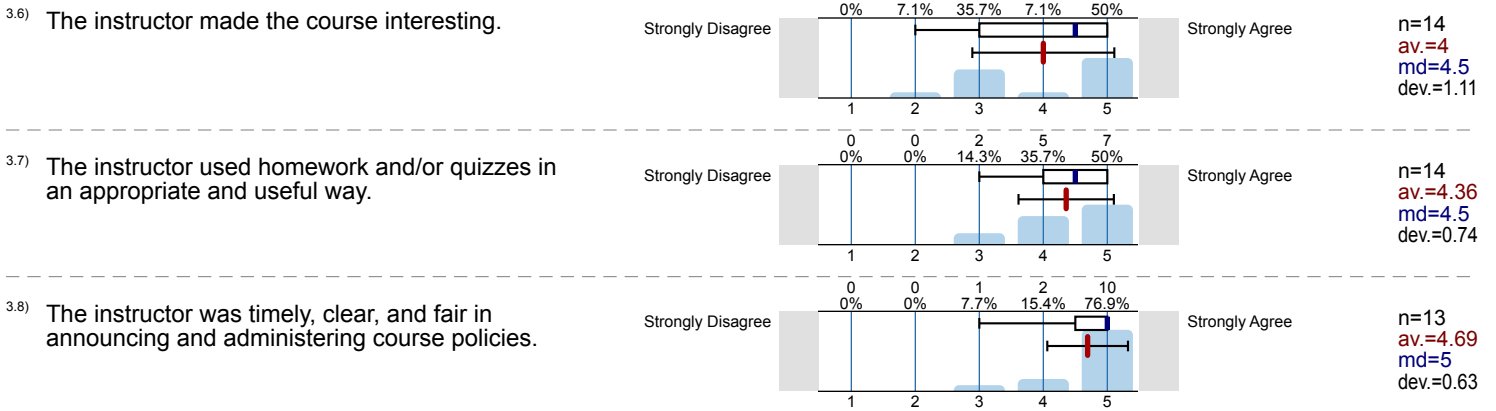 0% 7.1% 35.7% 7.1% 50%
3.6) The instructor made the course interesting.
Strongly Disagree
Strongly Agree
n=14
av.=4
md=4.5
dev.=1.11
1 2 3 4 5
0 0 2 5 7
0% 0% 14.3% 35.7% 50%
3.7) The instructor used homework and/or quizzes in
an appropriate and useful way.
Strongly Disagree
Strongly Agree
n=14
av.=4.36
md=4.5
dev.=0.74
1 2 3 4 5
0 0 1 2 10
0% 0% 7.7% 15.4% 76.9%
3.8) The instructor was timely, clear, and fair in
announcing and administering course policies.
Strongly Disagree
Strongly Agree
n=13
av.=4.69
md=5
dev.=0.63
1 2 3 4 5